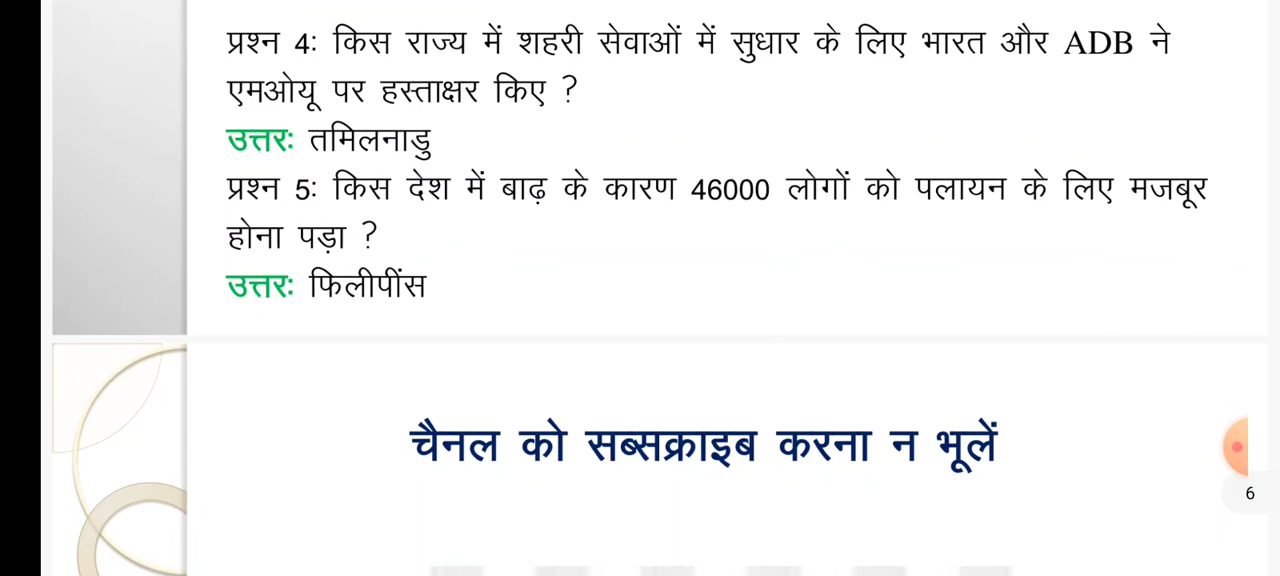 प्रश्न 4: किस राज्य में शहरी सेवाओं में सुधार के लिए भारत और ADB ने
एमओयू पर हस्ताक्षर किए ?
उत्तरः तमिलनाडु
प्रश्न 5: किस देश में बाढ़ के कारण 46000 लोगों को पलायन के लिए मजबूर
होना पड़ा ?
उत्तरः फिलीपींस
चैनल को सब्सक्राइब करना न भूलें
6